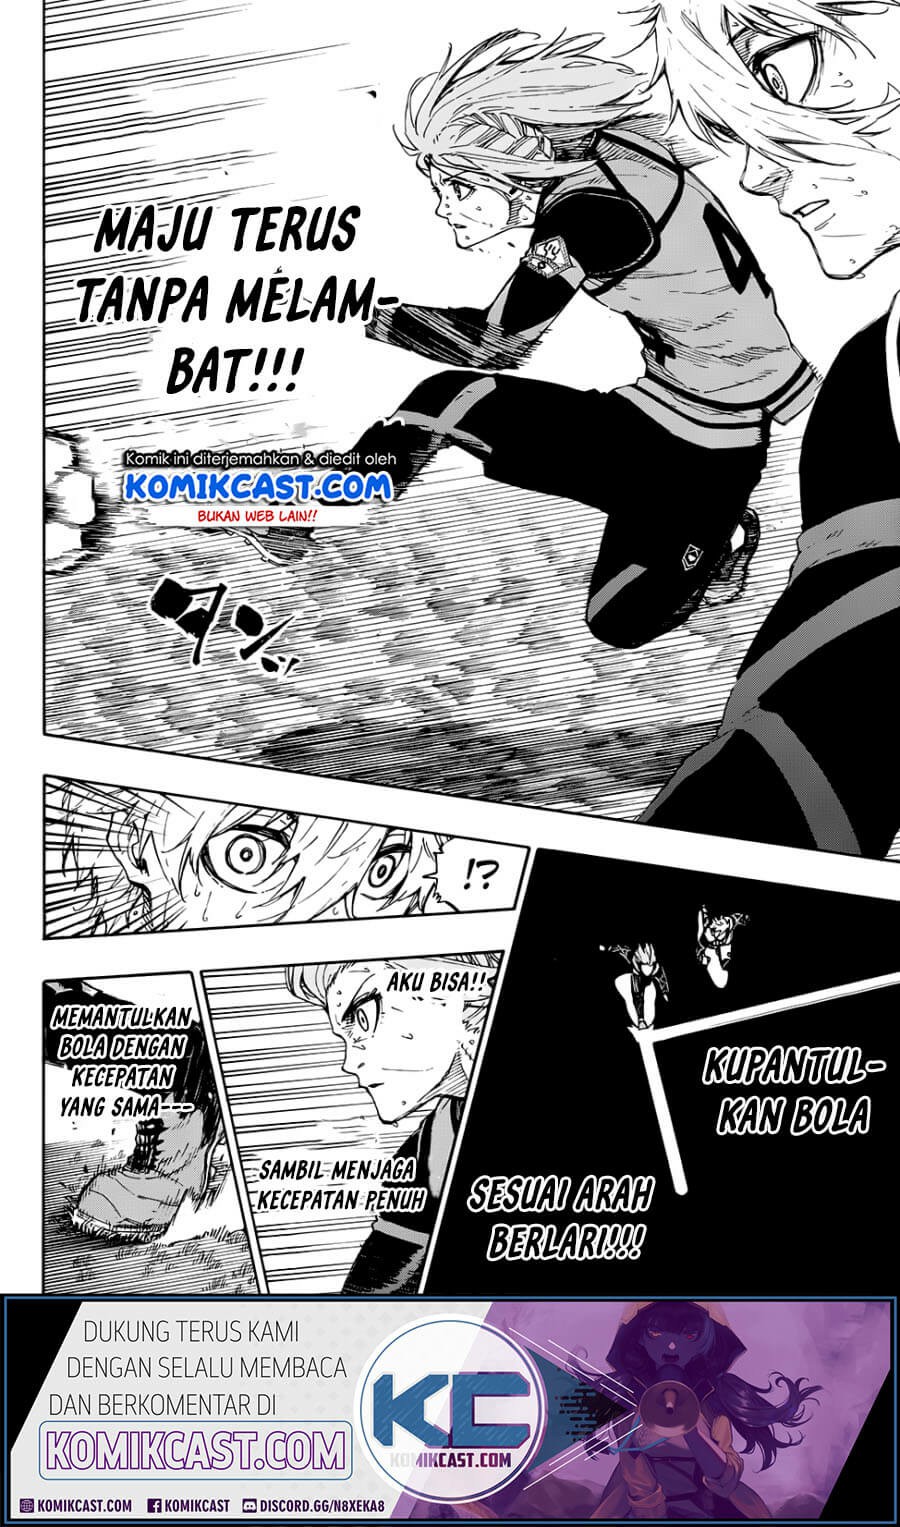 MAJU TERUS
TANPA MELAM-
BAT!!!
Komik ini diterjemahkan & diedit oleh
KOMIKCAST.COM
BUKAN WEB LAIN!!
4
4
!?
KUPANTUL-
KAN BOLA
SESUAI ARAH
BERLARI!!!
AKU BISA!!
SAMBIL MENJAGA
KECEPATAN PENUH
MEMANTULKAN
BOLA DENGAN
KECEPATAN
YANG SAMA---
DUKUNG TERUS KAMI
DENGAN SELALU MEMBACA
DAN BERKOMENTAR DI
KOMIKCAST.COM
KC
KOMIKCAST.COM
KOMIKCAST.COM
KOMIKCAST
DISCORD.GG/N8XEKA8